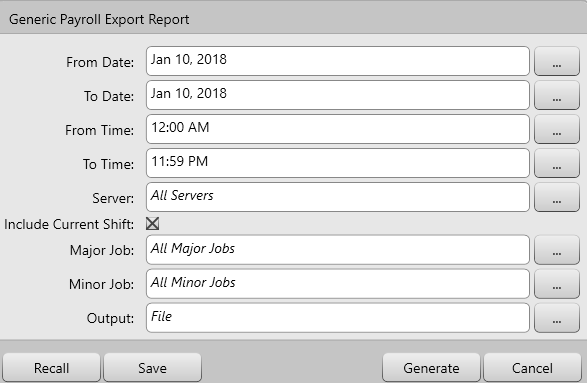 Generic Payroll Export Report
From Date: Jan 10, 2018 ...
To Date: Jan 10, 2018 ...
From Time: 12:00 AM ...
To Time: 11:59 PM ...
Server: All Servers ...
Include Current Shift:
Major Job: All Major Jobs ...
Minor Job: All Minor Jobs ...
Output: File ...
Recall Save Generate Cancel